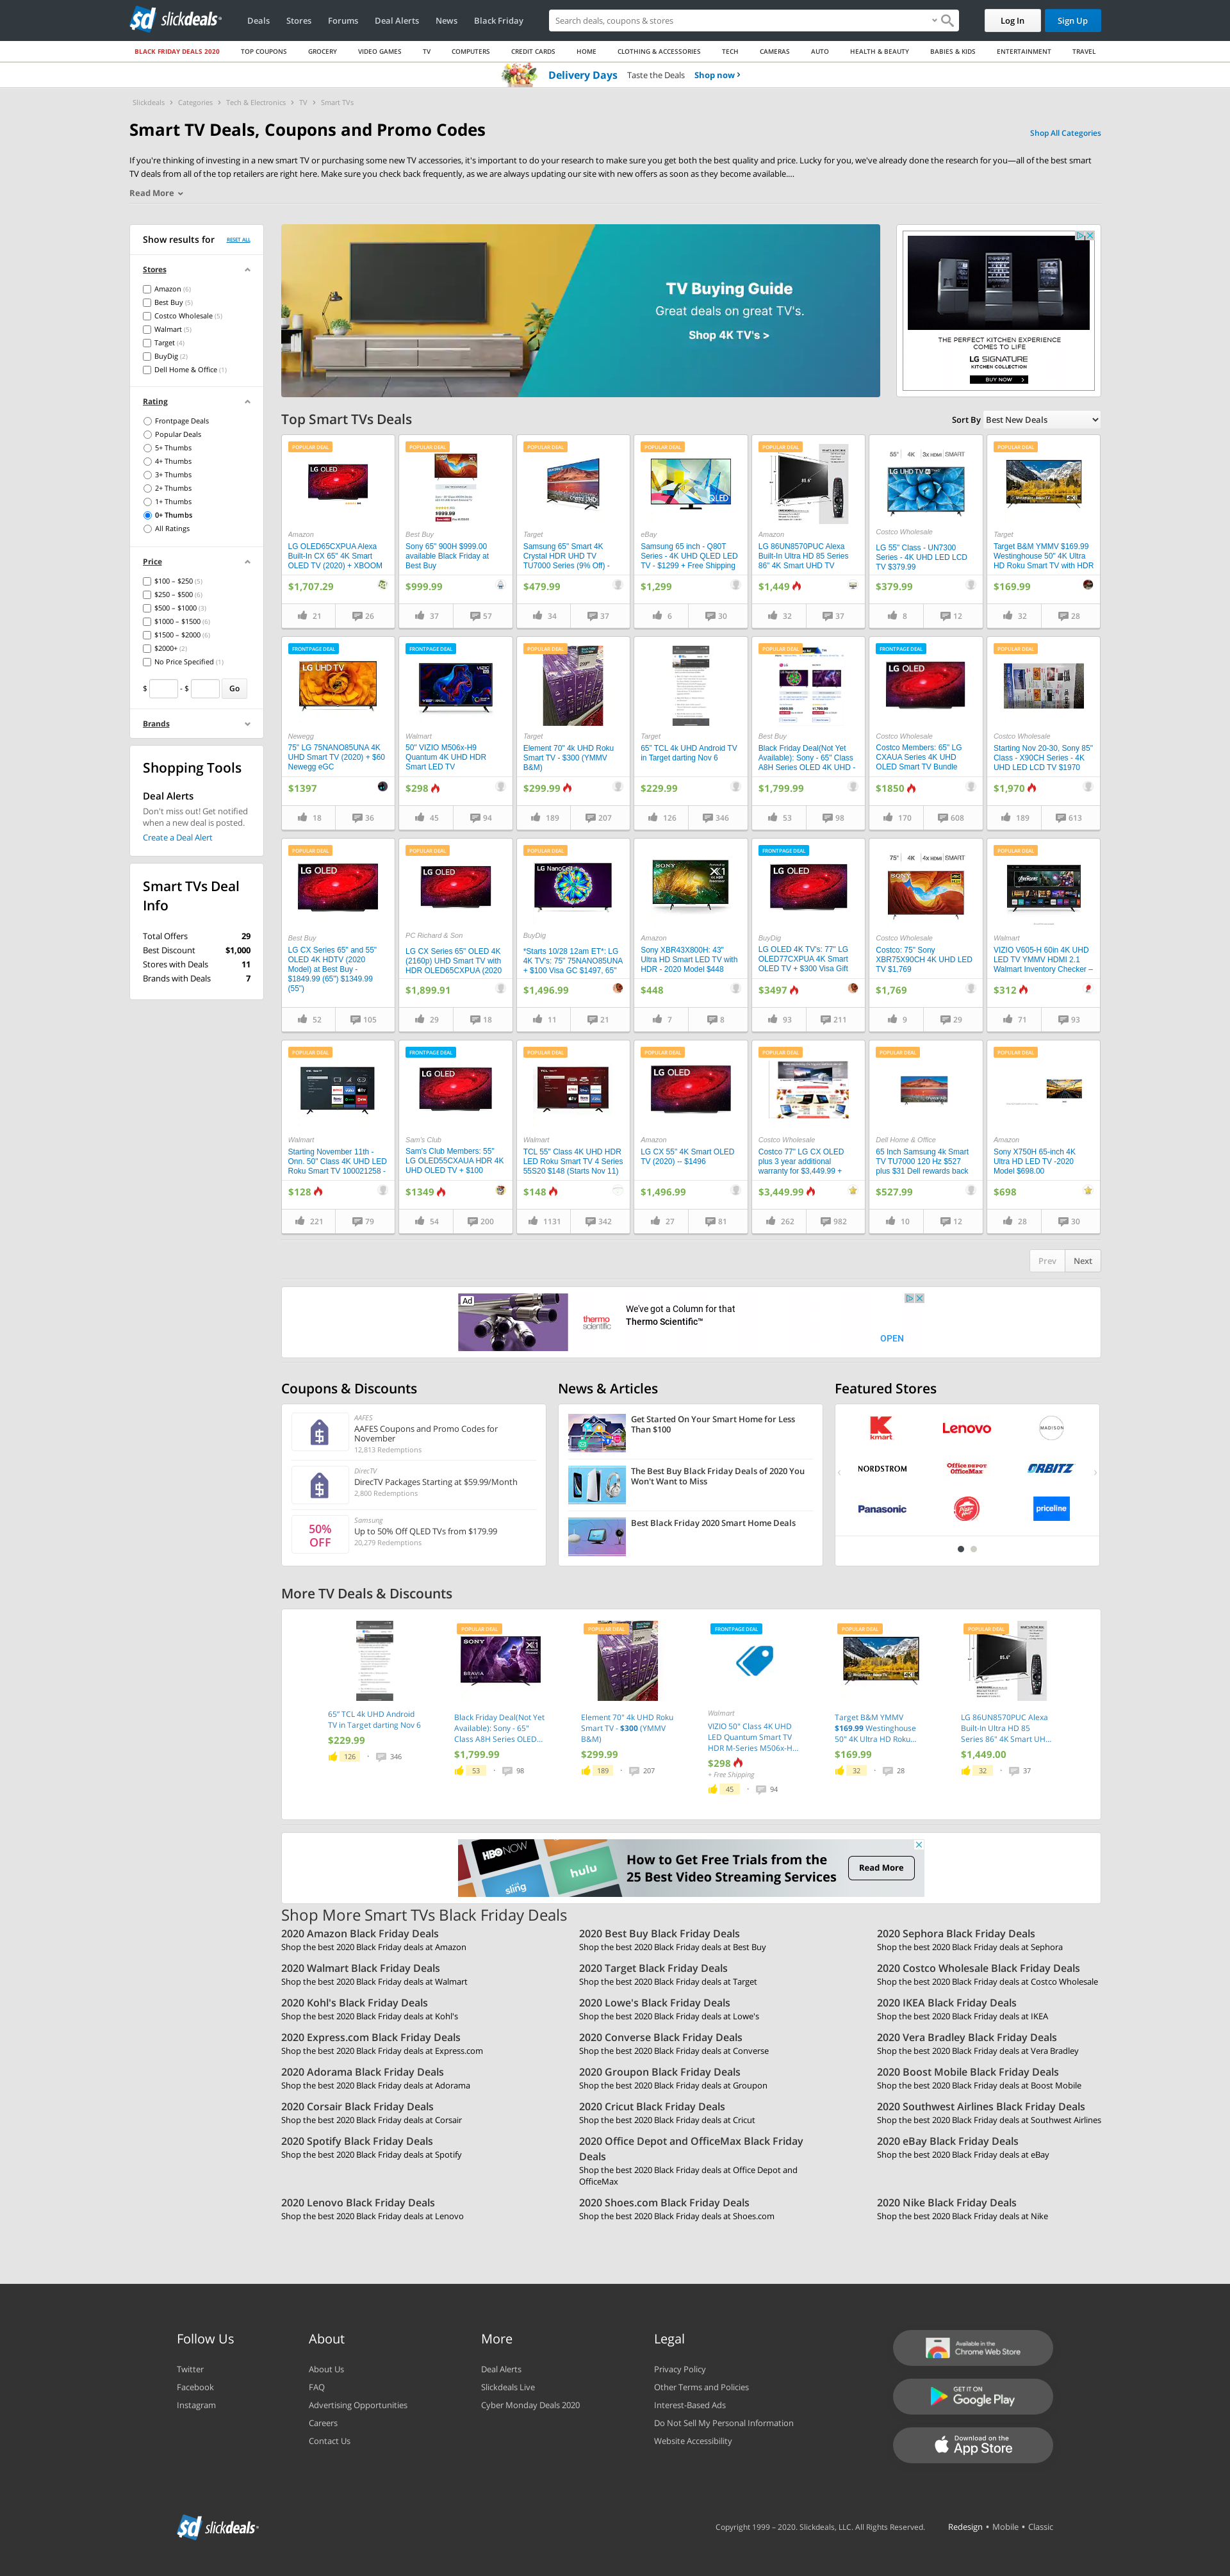 slickdeals
Deals
Stores
Forums
Deal Alerts
News
Black Friday
Search deals, coupons & stores
Log In
Sign Up
BLACK FRIDAY DEALS 2020
TOP COUPONS
GROCERY
VIDEO GAMES
TV
COMPUTERS
CREDIT CARDS
HOME
CLOTHING & ACCESSORIES
TECH
CAMERAS
AUTO
HEALTH & BEAUTY
BABIES & KIDS
ENTERTAINMENT
TRAVEL
Delivery Days Taste the Deals Shop now ›
Slickdeals › Categories › Tech & Electronics › TV › Smart TVs
Smart TV Deals, Coupons and Promo Codes
Shop All Categories
If you're thinking of investing in a new smart TV or purchasing some new TV accessories, it's important to do your research to make sure you get both the best quality and price. Lucky for you, we've already done the research for you—all of the best smart
TV deals from all of the top retailers are right here. Make sure you check back frequently, as we are always updating our site with new offers as soon as they become available....
Read More
Show results for RESET ALL
Stores
Amazon (6)
Best Buy (5)
Costco Wholesale (5)
Walmart (5)
Target (4)
BuyDig (2)
Dell Home & Office (1)
Rating
Frontpage Deals
Popular Deals
5+ Thumbs
4+ Thumbs
3+ Thumbs
2+ Thumbs
1+ Thumbs
0+ Thumbs
All Ratings
Price
$100 – $250 (5)
$250 – $500 (6)
$500 – $1000 (3)
$1000 – $1500 (6)
$1500 – $2000 (6)
$2000+ (2)
No Price Specified (1)
$ - $ Go
Brands
Shopping Tools
Deal Alerts
Don't miss out! Get notified
when a new deal is posted.
Create a Deal Alert
Smart TVs Deal
Info
Total Offers 29
Best Discount $1,000
Stores with Deals 11
Brands with Deals 7
TV Buying Guide
Great deals on great TV's.
Shop 4K TV's >
THE PERFECT KITCHEN EXPERIENCE
COMES TO LIFE
LG SIGNATURE
KITCHEN COLLECTION
BUY NOW
Top Smart TVs Deals
Sort By Best New Deals
POPULAR DEAL
LG OLED
Amazon
LG OLED65CXPUA Alexa
Built-In CX 65" 4K Smart
OLED TV (2020) + XBOOM
$1,707.29
21 26
POPULAR DEAL
$999.99
Best Buy
Sony 65" 900H $999.00
available Black Friday at
Best Buy
$999.99
37 57
POPULAR DEAL
Target
Samsung 65" Smart 4K
Crystal HDR UHD TV
TU7000 Series (9% Off) -
$479.99
34 37
POPULAR DEAL
QLED
eBay
Samsung 65 inch - Q80T
Series - 4K UHD QLED LED
TV - $1299 + Free Shipping
$1,299
6 30
POPULAR DEAL
85.6"
Amazon
LG 86UN8570PUC Alexa
Built-In Ultra HD 85 Series
86" 4K Smart UHD TV
$1,449
32 37
55" 4K 3x HDMI SMART
LG UHD TV
Costco Wholesale
LG 55" Class - UN7300
Series - 4K UHD LED LCD
TV $379.99
$379.99
8 12
POPULAR DEAL
Target
Target B&M YMMV $169.99
Westinghouse 50" 4K Ultra
HD Roku Smart TV with HDR
$169.99
32 28
FRONTPAGE DEAL
LG UHD TV
Newegg
75" LG 75NANO85UNA 4K
UHD Smart TV (2020) + $60
Newegg eGC
$1397
18 36
FRONTPAGE DEAL
Walmart
50" VIZIO M506x-H9
Quantum 4K UHD HDR
Smart LED TV
$298
45 94
POPULAR DEAL
Target
Element 70" 4k UHD Roku
Smart TV - $300 (YMMV
B&M)
$299.99
189 207
Target
65" TCL 4k UHD Android TV
in Target darting Nov 6
$229.99
126 346
POPULAR DEAL
Best Buy
Black Friday Deal(Not Yet
Available): Sony - 65" Class
A8H Series OLED 4K UHD -
$1,799.99
53 98
FRONTPAGE DEAL
LG OLED
Costco Wholesale
Costco Members: 65" LG
CXAUA Series 4K UHD
OLED Smart TV Bundle
$1850
170 608
POPULAR DEAL
Costco Wholesale
Starting Nov 20-30, Sony 85"
Class - X90CH Series - 4K
UHD LED LCD TV $1970
$1,970
189 613
POPULAR DEAL
LG OLED
Best Buy
LG CX Series 65" and 55"
OLED 4K HDTV (2020
Model) at Best Buy -
$1849.99 (65") $1349.99
(55")
52 105
POPULAR DEAL
LG OLED
PC Richard & Son
LG CX Series 65" OLED 4K
(2160p) UHD Smart TV with
HDR OLED65CXPUA (2020
$1,899.91
29 18
POPULAR DEAL
LG NanoCell
BuyDig
*Starts 10/28 12am ET*: LG
4K TV's: 75" 75NANO85UNA
+ $100 Visa GC $1497, 65"
$1,496.99
11 21
SONY
X1
Amazon
Sony XBR43X800H: 43"
Ultra HD Smart LED TV with
HDR - 2020 Model $448
$448
7 8
FRONTPAGE DEAL
LG OLED
BuyDig
LG OLED 4K TV's: 77" LG
OLED77CXPUA 4K Smart
OLED TV + $300 Visa Gift
$3497
93 211
75" 4K 4x HDMI SMART
SONY
Costco Wholesale
Costco: 75" Sony
XBR75X90CH 4K UHD LED
TV $1,769
$1,769
9 29
POPULAR DEAL
Walmart
VIZIO V605-H 60in 4K UHD
LED TV YMMV HDMI 2.1
Walmart Inventory Checker –
$312
71 93
POPULAR DEAL
Walmart
Starting November 11th -
Onn. 50" Class 4K UHD LED
Roku Smart TV 100021258 -
$128
221 79
FRONTPAGE DEAL
LG OLED
Sam's Club
Sam's Club Members: 55"
LG OLED55CXAUA HDR 4K
UHD OLED TV + $100
$1349
54 200
POPULAR DEAL
Walmart
TCL 55" Class 4K UHD HDR
LED Roku Smart TV 4 Series
55S20 $148 (Starts Nov 11)
$148
1131 342
POPULAR DEAL
LG OLED
Amazon
LG CX 55" 4K Smart OLED
TV (2020) -- $1496
$1,496.99
27 81
POPULAR DEAL
Costco Wholesale
Costco 77" LG CX OLED
plus 3 year additional
warranty for $3,449.99 +
$3,449.99
262 982
POPULAR DEAL
Dell Home & Office
65 Inch Samsung 4k Smart
TV TU7000 120 Hz $527
plus $31 Dell rewards back
$527.99
10 12
POPULAR DEAL
Amazon
Sony X750H 65-inch 4K
Ultra HD LED TV -2020
Model $698.00
$698
28 30
Prev Next
Ad
thermo
scientific
We've got a Column for that
Thermo Scientific™
OPEN
Coupons & Discounts
AAFES
AAFES Coupons and Promo Codes for
November
12,813 Redemptions
DirecTV
DirecTV Packages Starting at $59.99/Month
2,800 Redemptions
50%
OFF
Samsung
Up to 50% Off QLED TVs from $179.99
20,279 Redemptions
News & Articles
Get Started On Your Smart Home for Less
Than $100
The Best Buy Black Friday Deals of 2020 You
Won't Want to Miss
Best Black Friday 2020 Smart Home Deals
Featured Stores
kmart
Lenovo
MADISON
NORDSTROM
Office DEPOT
OfficeMax
ORBITZ
Panasonic
Pizza Hut
priceline
More TV Deals & Discounts
65" TCL 4k UHD Android
TV in Target darting Nov 6
$229.99
126 • 346
POPULAR DEAL
SONY
BRAVIA
X1
Black Friday Deal(Not Yet
Available): Sony - 65"
Class A8H Series OLED...
$1,799.99
53 • 98
POPULAR DEAL
Element 70" 4k UHD Roku
Smart TV - $300 (YMMV
B&M)
$299.99
189 • 207
FRONTPAGE DEAL
Walmart
VIZIO 50" Class 4K UHD
LED Quantum Smart TV
HDR M-Series M506x-H...
$298
+ Free Shipping
45 • 94
POPULAR DEAL
Target B&M YMMV
$169.99 Westinghouse
50" 4K Ultra HD Roku...
$169.99
32 • 28
POPULAR DEAL
85.6"
LG 86UN8570PUC Alexa
Built-In Ultra HD 85
Series 86" 4K Smart UH...
$1,449.00
32 • 37
HBO NOW
hulu
sling
How to Get Free Trials from the
25 Best Video Streaming Services
Read More
Shop More Smart TVs Black Friday Deals
2020 Amazon Black Friday Deals
Shop the best 2020 Black Friday deals at Amazon
2020 Best Buy Black Friday Deals
Shop the best 2020 Black Friday deals at Best Buy
2020 Sephora Black Friday Deals
Shop the best 2020 Black Friday deals at Sephora
2020 Walmart Black Friday Deals
Shop the best 2020 Black Friday deals at Walmart
2020 Target Black Friday Deals
Shop the best 2020 Black Friday deals at Target
2020 Costco Wholesale Black Friday Deals
Shop the best 2020 Black Friday deals at Costco Wholesale
2020 Kohl's Black Friday Deals
Shop the best 2020 Black Friday deals at Kohl's
2020 Lowe's Black Friday Deals
Shop the best 2020 Black Friday deals at Lowe's
2020 IKEA Black Friday Deals
Shop the best 2020 Black Friday deals at IKEA
2020 Express.com Black Friday Deals
Shop the best 2020 Black Friday deals at Express.com
2020 Converse Black Friday Deals
Shop the best 2020 Black Friday deals at Converse
2020 Vera Bradley Black Friday Deals
Shop the best 2020 Black Friday deals at Vera Bradley
2020 Adorama Black Friday Deals
Shop the best 2020 Black Friday deals at Adorama
2020 Groupon Black Friday Deals
Shop the best 2020 Black Friday deals at Groupon
2020 Boost Mobile Black Friday Deals
Shop the best 2020 Black Friday deals at Boost Mobile
2020 Corsair Black Friday Deals
Shop the best 2020 Black Friday deals at Corsair
2020 Cricut Black Friday Deals
Shop the best 2020 Black Friday deals at Cricut
2020 Southwest Airlines Black Friday Deals
Shop the best 2020 Black Friday deals at Southwest Airlines
2020 Spotify Black Friday Deals
Shop the best 2020 Black Friday deals at Spotify
2020 Office Depot and OfficeMax Black Friday
Deals
Shop the best 2020 Black Friday deals at Office Depot and
OfficeMax
2020 eBay Black Friday Deals
Shop the best 2020 Black Friday deals at eBay
2020 Lenovo Black Friday Deals
Shop the best 2020 Black Friday deals at Lenovo
2020 Shoes.com Black Friday Deals
Shop the best 2020 Black Friday deals at Shoes.com
2020 Nike Black Friday Deals
Shop the best 2020 Black Friday deals at Nike
Follow Us
Twitter
Facebook
Instagram
About
About Us
FAQ
Advertising Opportunities
Careers
Contact Us
More
Deal Alerts
Slickdeals Live
Cyber Monday Deals 2020
Legal
Privacy Policy
Other Terms and Policies
Interest-Based Ads
Do Not Sell My Personal Information
Website Accessibility
Available in the
Chrome Web Store
GET IT ON
Google Play
Download on the
App Store
slickdeals
Copyright 1999 – 2020. Slickdeals, LLC. All Rights Reserved.
Redesign • Mobile • Classic